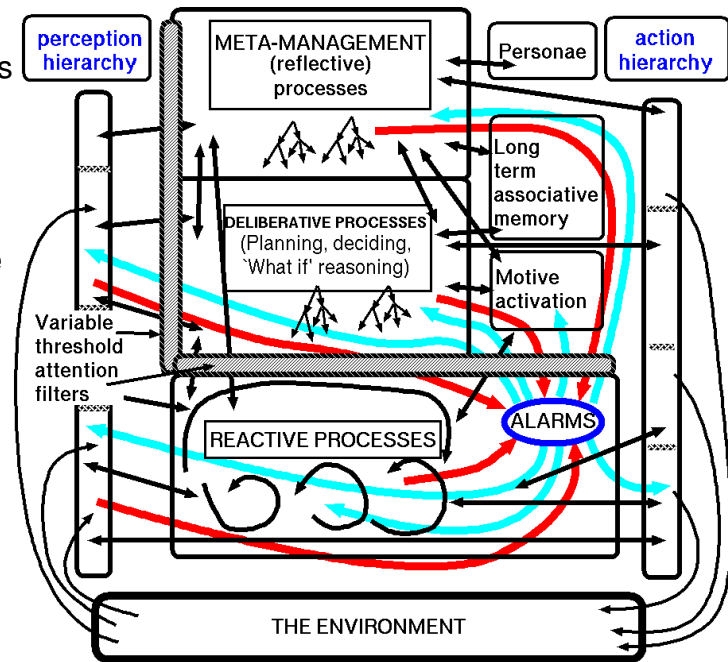 perception
hierarchy
s
META-MANAGEMENT
(reflective)
processes
Personae
action
hierarchy
Long
term
associative
memory
DELIBERATIVE PROCESSES
(Planning, deciding,
`What if' reasoning)
e
Motive
activation
Variable
threshold
attention
filters
ALARMS
REACTIVE PROCESSES
THE ENVIRONMENT